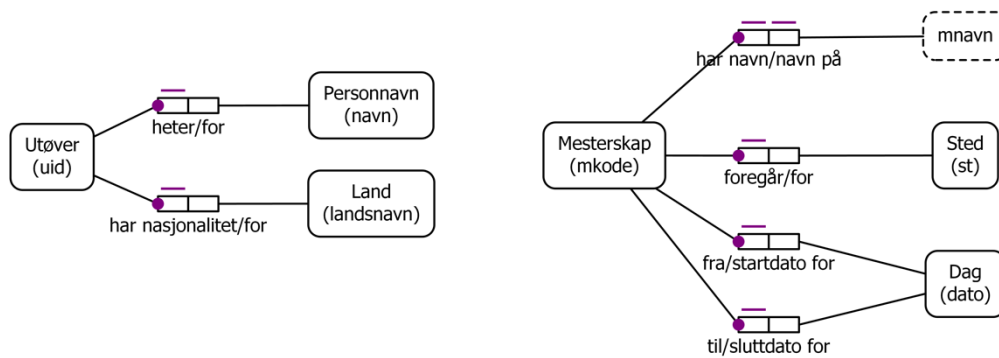 Utøver
(uid)
heter/for
Personnavn
(navn)
har nasjonalitet/for
Land
(landsnavn)
Mesterskap
(mkode)
har navn/navn på
mnavn
foregår/for
Sted
(st)
fra/startdato for
til/sluttdato for
Dag
(dato)